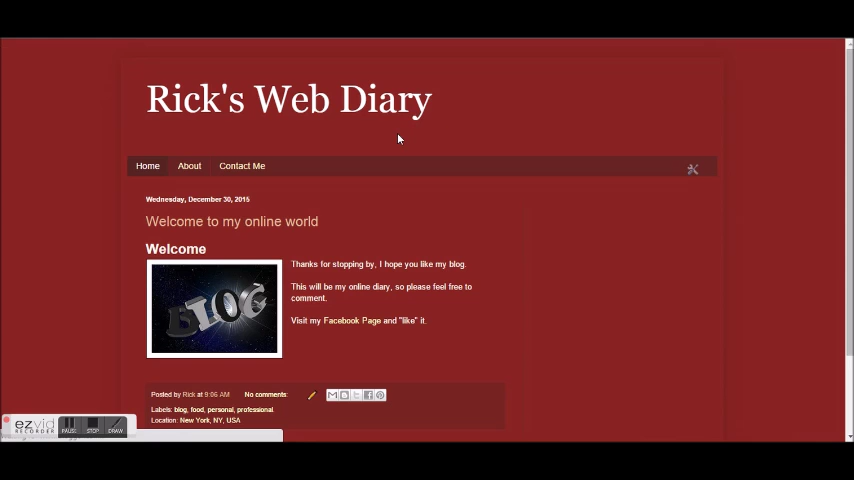 Rick's Web Diary
Home About Contact Me
Wednesday, December 30, 2015
Welcome to my online world
Welcome
BLOG
Thanks for stopping by, I hope you like my blog.
This will be my online diary, so please feel free to
comment.
Visit my Facebook Page and "like" it.
Posted by Rick at 9:06 AM No comments:
Labels: blog, food, personal, professional
Location: New York, NY, USA
ezvid
RECORDER
PAUSE STOP DRAW